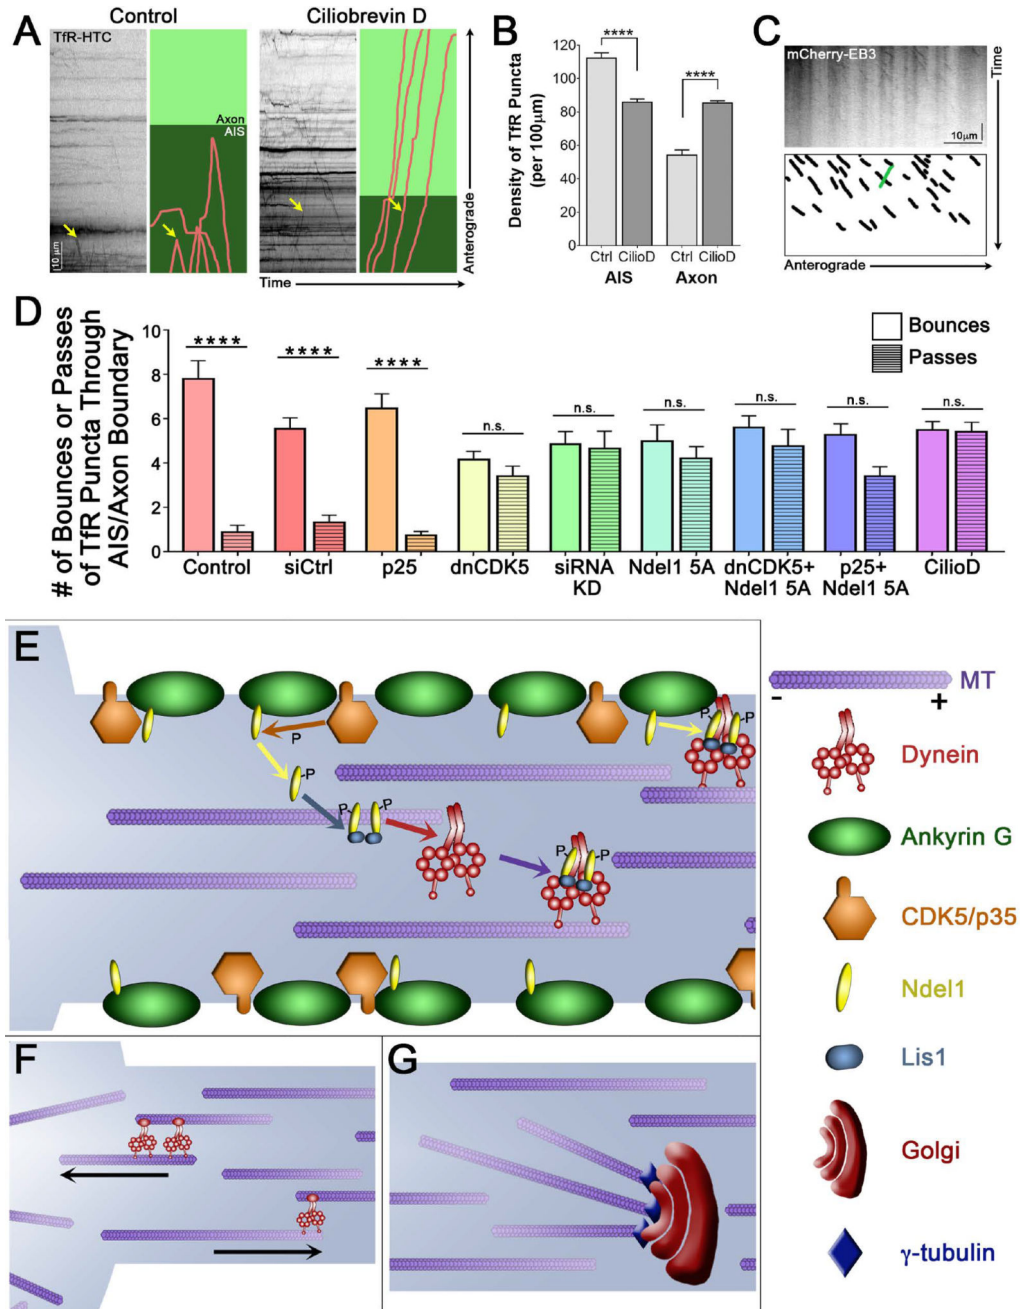 A
Control
Ciliobrevin D
TfR-HTC
Axon
AIS
10 µm
Time
Anterograde
B
Density of TfR Puncta
(per 100µm)
120
100
80
60
40
20
0
****
****
Ctrl CilioD Ctrl CilioD
AIS Axon
C
mCherry-EB3
10µm
Time
Anterograde
D
# of Bounces or Passes
of TfR Puncta Through
AIS/Axon Boundary
10
8
6
4
2
0
**** **** **** n.s. n.s. n.s. n.s. n.s. n.s.
Bounces
Passes
Control siCtrl p25 dnCDK5 siRNA KD Ndel1 5A dnCDK5+ Ndel1 5A p25+ Ndel1 5A CilioD
E
P
P
P P
P P
P P
- +
MT
Dynein
Ankyrin G
CDK5/p35
Ndel1
Lis1
Golgi
γ-tubulin
F
G